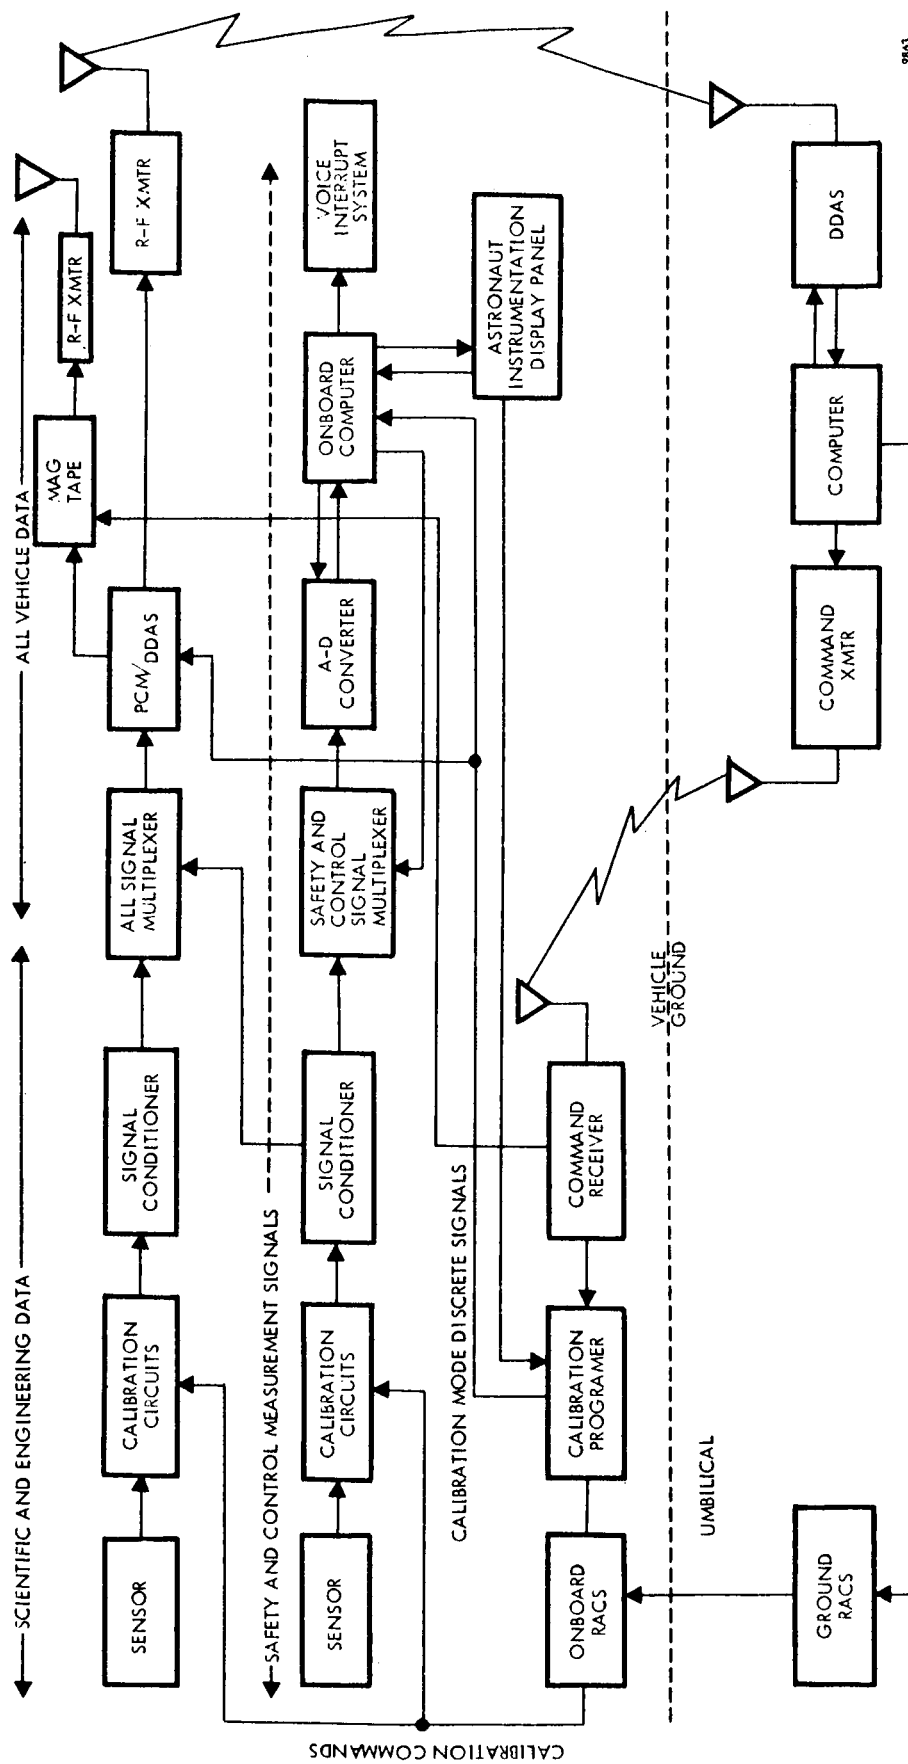 SCIENTIFIC AND ENGINEERING DATA
ALL VEHICLE DATA
SENSOR
CALIBRATION
CIRCUITS
SIGNAL
CONDITIONER
ALL SIGNAL
MULTIPLEXER
PCM/DDAS
MAG
TAPE
R-F XMTR
R-F XMTR
SAFETY AND CONTROL MEASUREMENT SIGNALS
SENSOR
CALIBRATION
CIRCUITS
SIGNAL
CONDITIONER
SAFETY AND
CONTROL
SIGNAL
MULTIPLEXER
A-D
CONVERTER
ONBOARD
COMPUTER
VOICE
INTERRUPT
SYSTEM
ASTRONAUT
INSTRUMENTATION
DISPLAY PANEL
CALIBRATION MODE DISCRETE SIGNALS
CALIBRATION COMMANDS
ONBOARD
RACS
CALIBRATION
PROGRAMER
COMMAND
RECEIVER
VEHICLE
GROUND
UMBILICAL
GROUND
RACS
COMMAND
XMTR
COMPUTER
DDAS